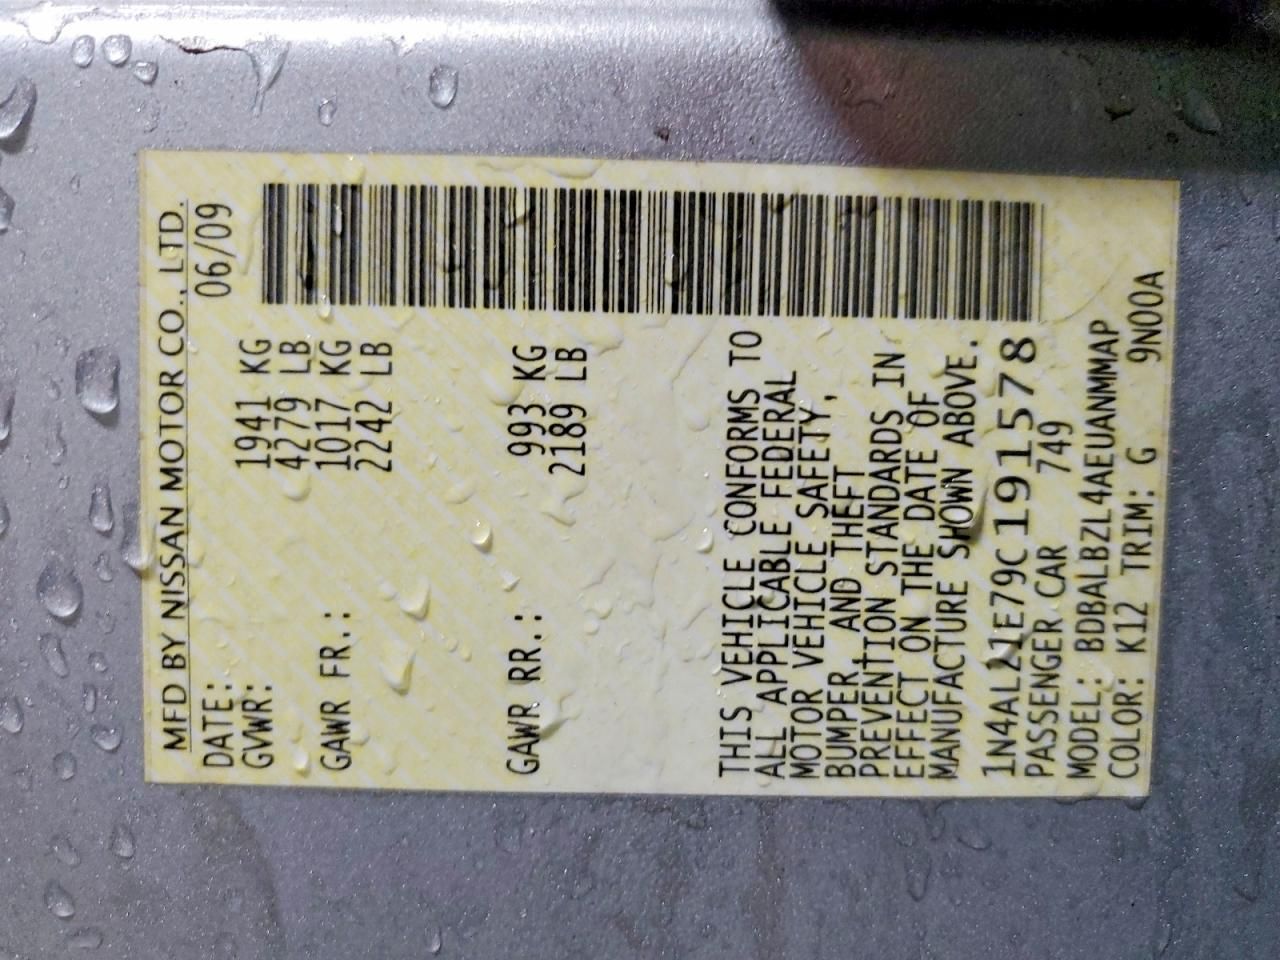 MFD BY NISSAN MOTOR CO., LTD.
DATE: 06/09
GVWR: 1941 KG
4279 LB
GAWR FR.: 1017 KG
2242 LB
GAWR RR.: 993 KG
2189 LB
THIS VEHICLE CONFORMS TO
ALL APPLICABLE FEDERAL
MOTOR VEHICLE SAFETY,
BUMPER, AND THEFT
PREVENTION STANDARDS IN
EFFECT ON THE DATE OF
MANUFACTURE SHOWN ABOVE.
1N4AL21E79C191578
PASSENGER CAR 749
MODEL: BDBALBZL4AEUANMMAP
COLOR: K12 TRIM: G 9N00A